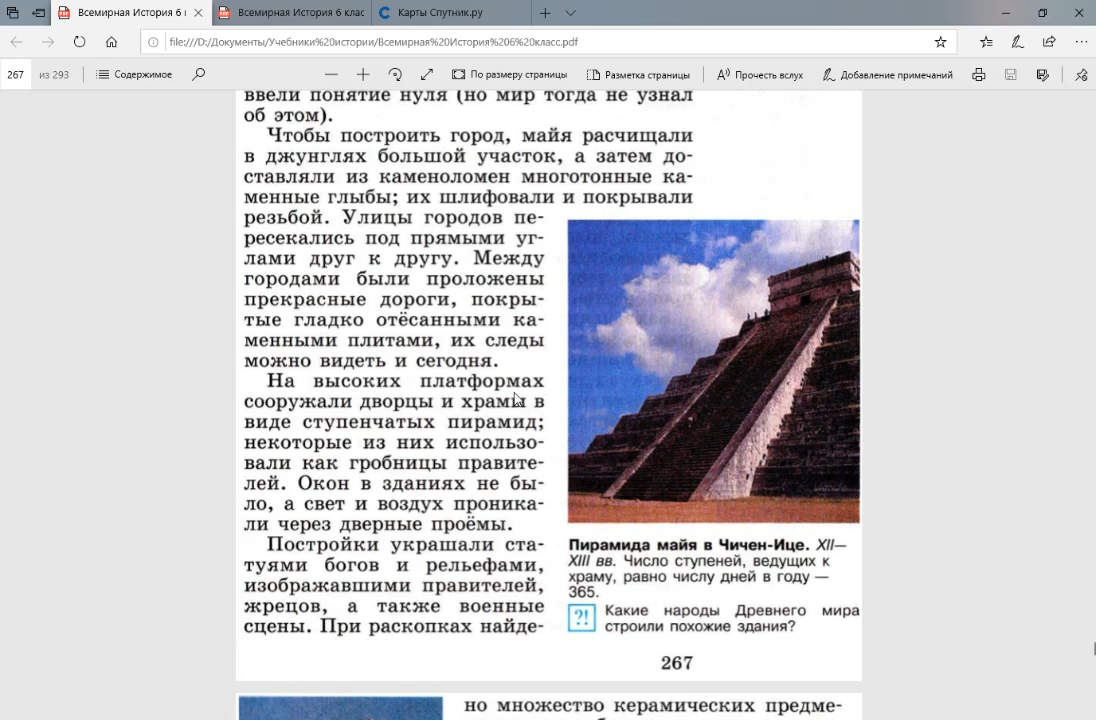 Всемирная История 6 к
Всемирная История 6 клас
Карты Спутник.ру
file:///D:/Документы/Учебники%20истории/Всемирная%20История%206%20класс.pdf
267 из 293 Содержимое По размеру страницы Разметка страницы Прочесть вслух Добавление примечаний
ввели понятие нуля (но мир тогда не узнал
об этом).
Чтобы построить город, майя расчищали
в джунглях большой участок, а затем до-
ставляли из каменоломен многотонные ка-
менные глыбы; их шлифовали и покрывали
резьбой. Улицы городов пе-
ресекались под прямыми уг-
лами друг к другу. Между
городами были проложены
прекрасные дороги, покры-
тые гладко отёсанными ка-
менными плитами, их следы
можно видеть и сегодня.
На высоких платформах
сооружали дворцы и храмы в
виде ступенчатых пирамид;
некоторые из них использо-
вали как гробницы правите-
лей. Окон в зданиях не бы-
ло, а свет и воздух проника-
ли через дверные проёмы.
Постройки украшали ста-
туями богов и рельефами,
изображавшими правителей,
жрецов, а также военные
сцены. При раскопках найде-
Пирамида майя в Чичен-Ице. XII—
XIII вв. Число ступеней, ведущих к
храму, равно числу дней в году —
365.
?! Какие народы Древнего мира
строили похожие здания?
267
но множество керамических предме-